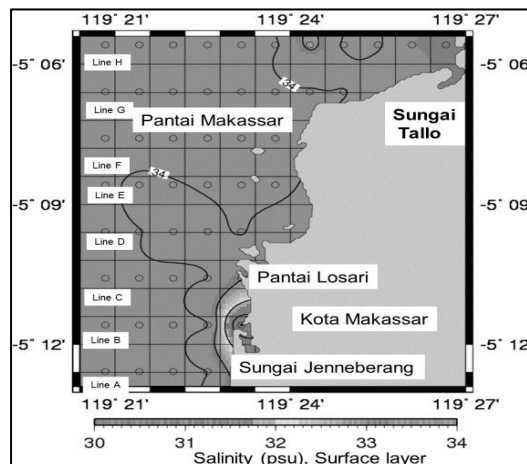 119° 21' 119° 24' 119° 27'
-5° 06' -5° 06'
Line H
34
Line G
Pantai Makassar
Sungai
Tallo
Line F
34
Line E
-5° 09' -5° 09'
Line D
Pantai Losari
Line C
Kota Makassar
Line B
-5° 12' -5° 12'
Sungai Jenneberang
Line A
119° 21' 119° 24' 119° 27'
30 31 32 33 34
Salinity (psu), Surface layer